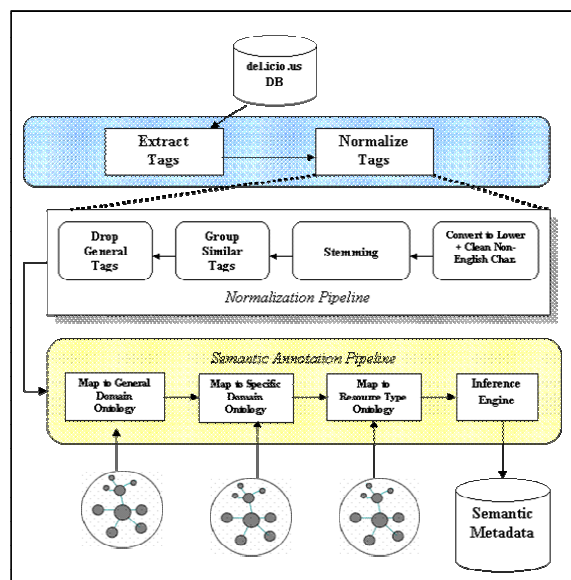 del.icio.us
DB
Extract
Tags
Normalize
Tags
Drop
General
Tags
Group
Similar
Tags
Stemming
Convert to Lower
+ Clean Non-
English Char.
Normalization Pipeline
Semantic Annotation Pipeline
Map to General
Domain
Ontology
Map to Specific
Domain
Ontology
Map to
Resource Type
Ontology
Inference
Engine
Semantic
Metadata